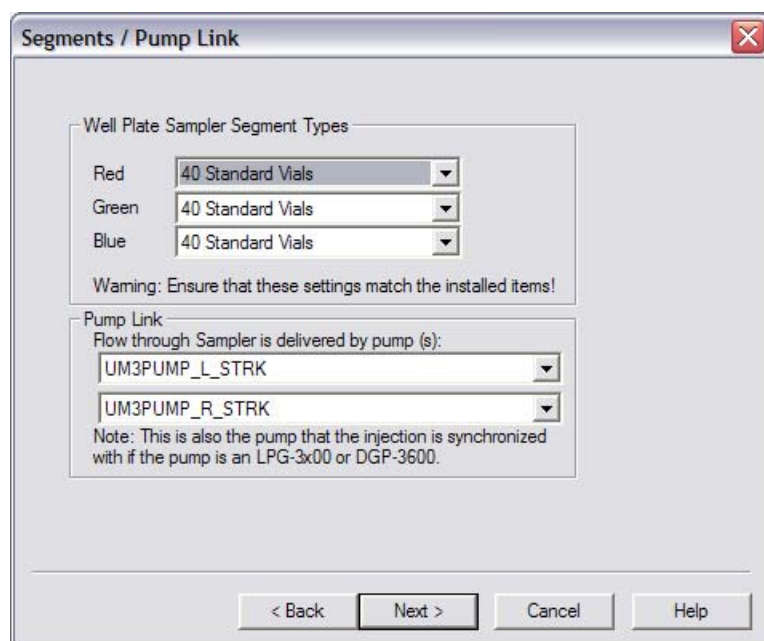 Segments / Pump Link
Well Plate Sampler Segment Types
Red 40 Standard Vials
Green 40 Standard Vials
Blue 40 Standard Vials
Warning: Ensure that these settings match the installed items!
Pump Link
Flow through Sampler is delivered by pump (s):
UM3PUMP_L_STRK
UM3PUMP_R_STRK
Note: This is also the pump that the injection is synchronized
with if the pump is an LPG-3x00 or DGP-3600.
< Back Next > Cancel Help